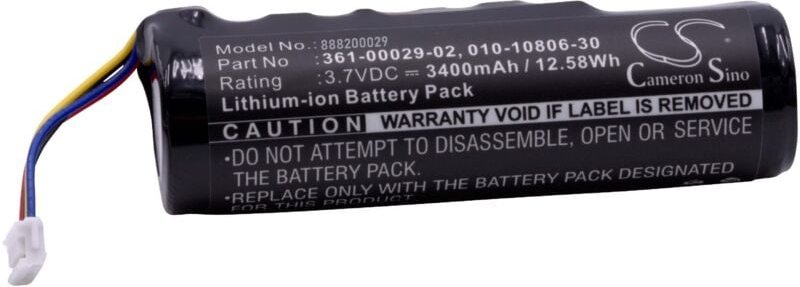 Model No.: 888200029
Part No : 361-00029-02, 010-10806-30
Rating : 3.7VDC ⎓ 3400mAh / 12.58Wh
Lithium-ion Battery Pack
CS
Cameron Sino
CAUTION WARRANTY VOID IF LABEL IS REMOVED
•DO NOT ATTEMPT TO DISASSEMBLE, OPEN OR SERVICE
THE BATTERY PACK.
•REPLACE ONLY WITH THE BATTERY PACK DESIGNATED